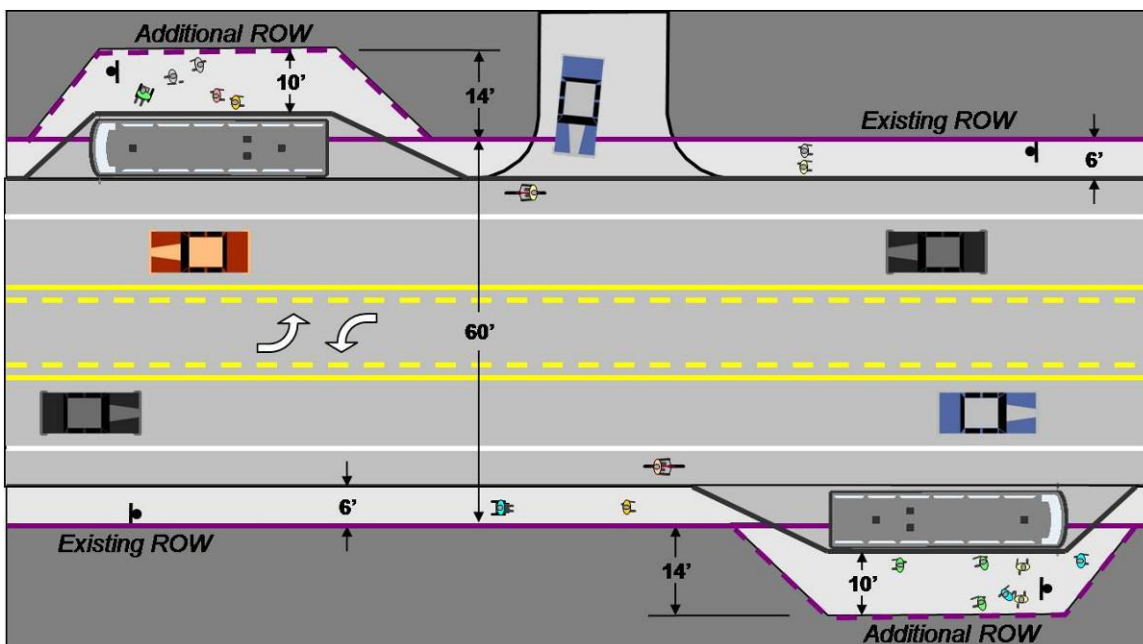 Additional ROW
10’
14’
Existing ROW
6’
60’
6’
Existing ROW
14’
10’
Additional ROW